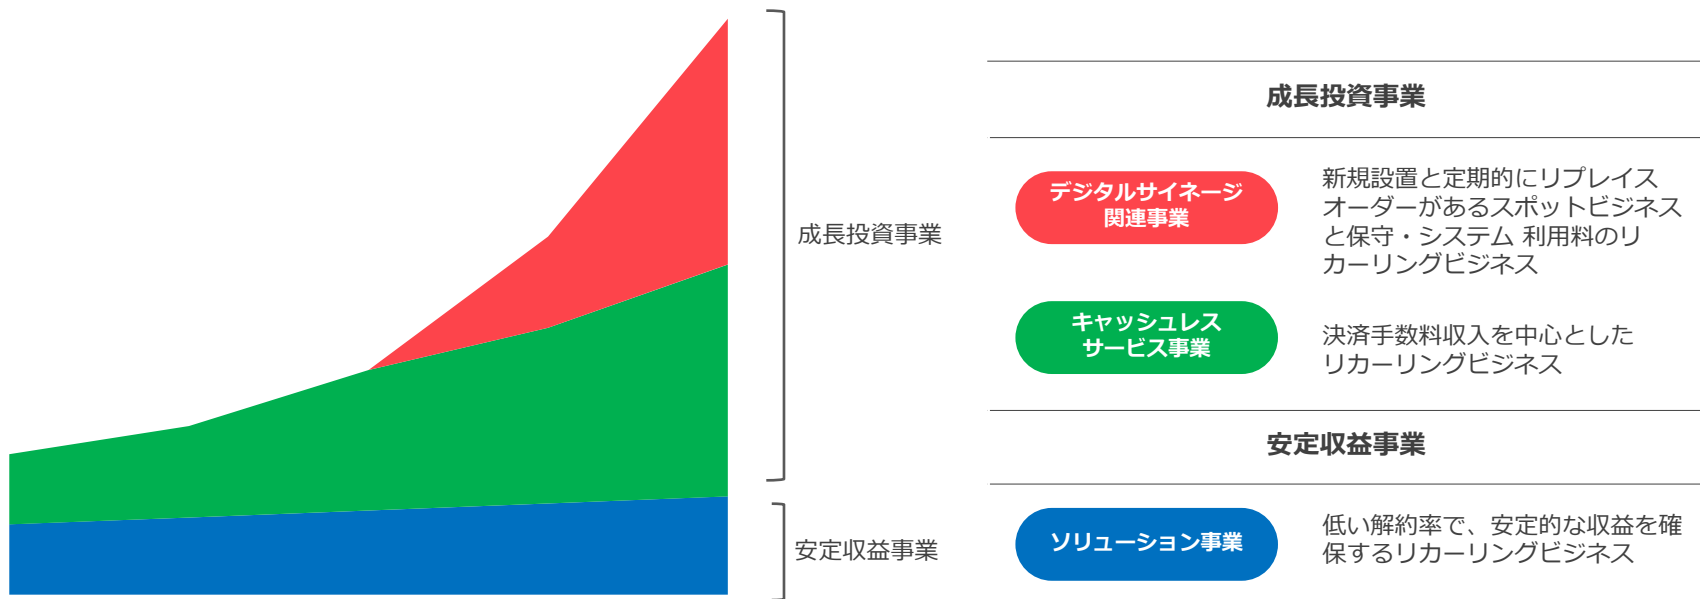 成長投資事業
安定収益事業
成長投資事業
デジタルサイネージ
関連事業
新規設置と定期的にリプレイス
オーダーがあるスポットビジネス
と保守・システム 利用料のリ
カーリングビジネス
キャッシュレス
サービス事業
決済手数料収入を中心とした
リカーリングビジネス
安定収益事業
ソリューション事業
低い解約率で、安定的な収益を確
保するリカーリングビジネス